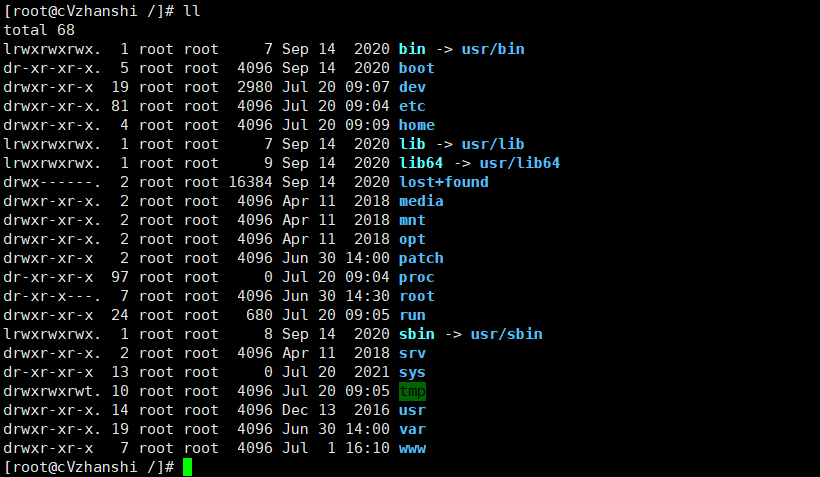 [root@cVzhanshi /]# ll
total 68
lrwxrwxrwx.  1 root root     7 Sep 14  2020 bin -> usr/bin
dr-xr-xr-x.  5 root root  4096 Sep 14  2020 boot
drwxr-xr-x  19 root root  2980 Jul 20 09:07 dev
drwxr-xr-x. 81 root root  4096 Jul 20 09:04 etc
drwxr-xr-x.  4 root root  4096 Jul 20 09:09 home
lrwxrwxrwx.  1 root root     7 Sep 14  2020 lib -> usr/lib
lrwxrwxrwx.  1 root root     9 Sep 14  2020 lib64 -> usr/lib64
drwx------.  2 root root 16384 Sep 14  2020 lost+found
drwxr-xr-x.  2 root root  4096 Apr 11  2018 media
drwxr-xr-x.  2 root root  4096 Apr 11  2018 mnt
drwxr-xr-x.  2 root root  4096 Apr 11  2018 opt
drwxr-xr-x   2 root root  4096 Jun 30 14:00 patch
dr-xr-xr-x  97 root root     0 Jul 20 09:04 proc
dr-xr-x---.  7 root root  4096 Jun 30 14:30 root
drwxr-xr-x  24 root root   680 Jul 20 09:05 run
lrwxrwxrwx.  1 root root     8 Sep 14  2020 sbin -> usr/sbin
drwxr-xr-x.  2 root root  4096 Apr 11  2018 srv
dr-xr-xr-x  13 root root     0 Jul 20  2021 sys
drwxrwxrwt. 10 root root  4096 Jul 20 09:05 tmp
drwxr-xr-x. 14 root root  4096 Dec 13  2016 usr
drwxr-xr-x. 19 root root  4096 Jun 30 14:00 var
drwxr-xr-x   7 root root  4096 Jul  1 16:10 www
[root@cVzhanshi /]#